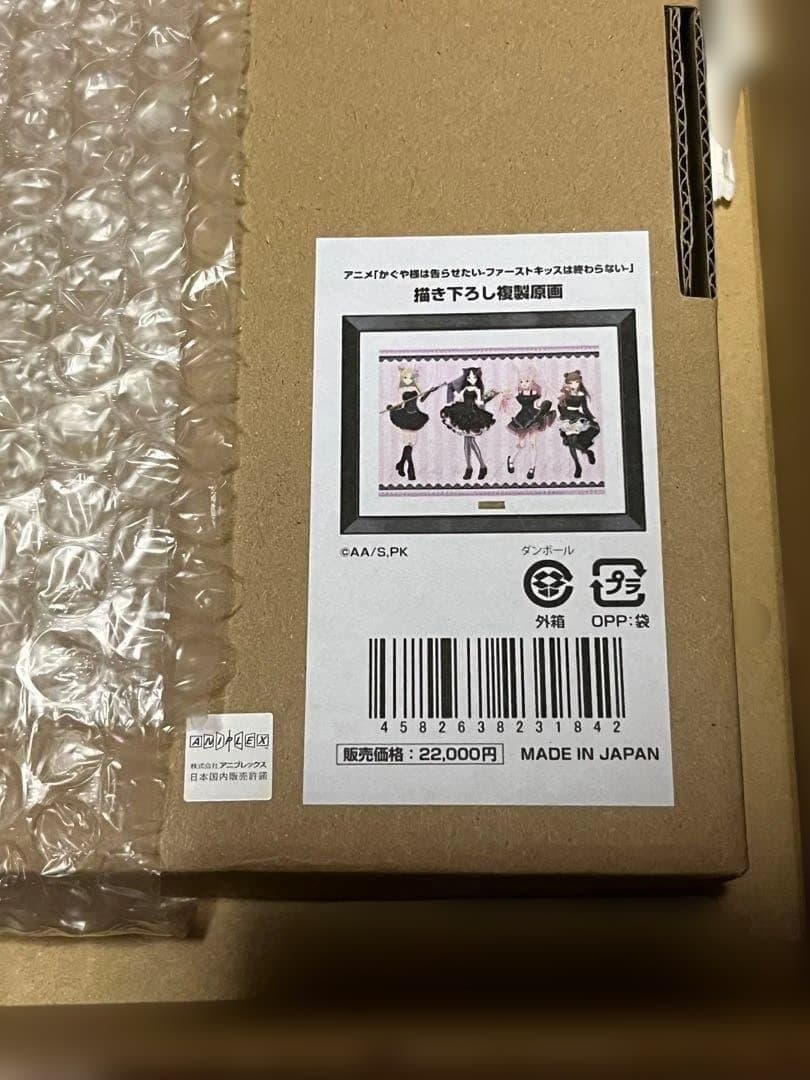 アニメ「かぐや様は告らせたい-ファーストキッスは終わらない-」
描き下ろし複製原画
©AA/S,PK
ダンボール
プラ
外箱 OPP:袋
4582638231842
販売価格:22,000円 MADE IN JAPAN
ANIPLEX
株式会社アニプレックス
日本国内販売許諾